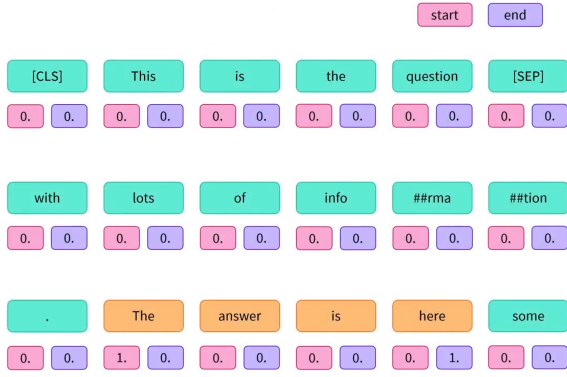 start end
[CLS] This is the question [SEP]
0. 0. 0. 0. 0. 0. 0. 0. 0. 0. 0. 0.
with lots of info ##rma ##tion
0. 0. 0. 0. 0. 0. 0. 0. 0. 0. 0. 0.
. The answer is here some
0. 0. 1. 0. 0. 0. 0. 0. 0. 1. 0. 0.